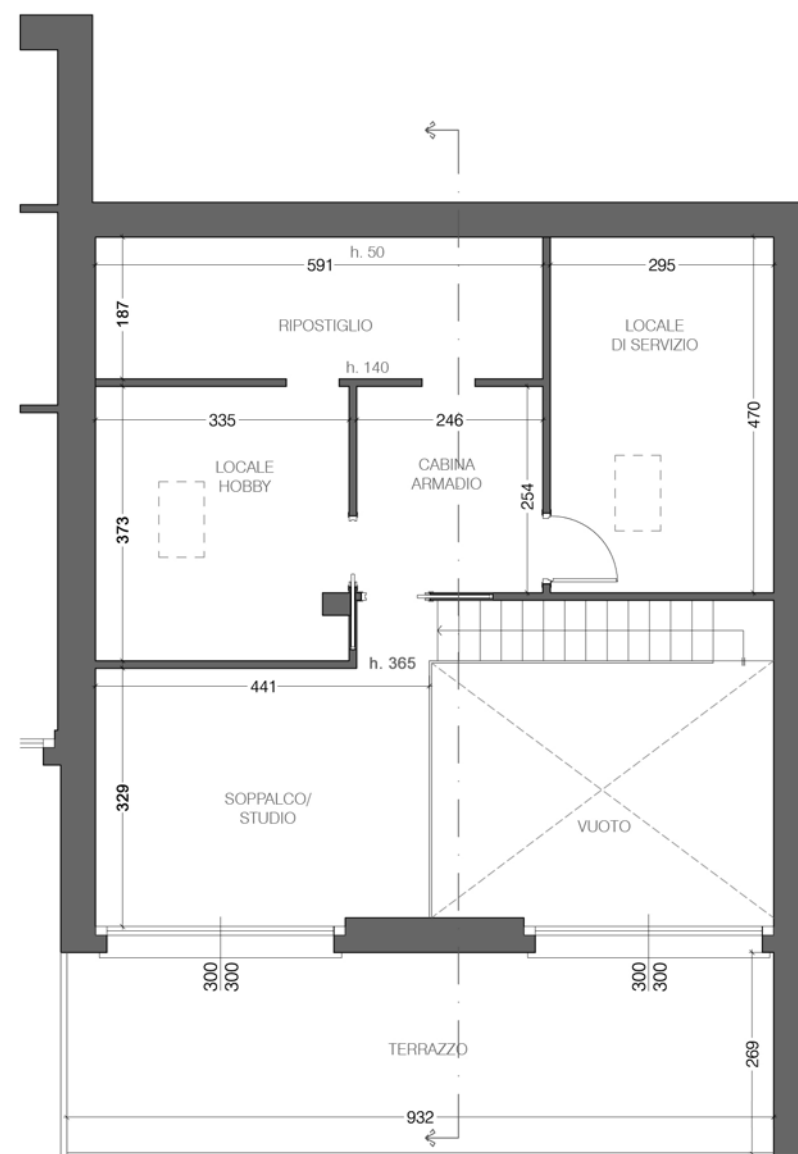 h. 50
591
295
187
RIPOSTIGLIO
LOCALE
DI SERVIZIO
h. 140
335
246
470
LOCALE
HOBBY
CABINA
ARMADIO
254
373
h. 365
441
329
SOPPALCO/
STUDIO
VUOTO
300
300
300
300
TERRAZZO
269
932